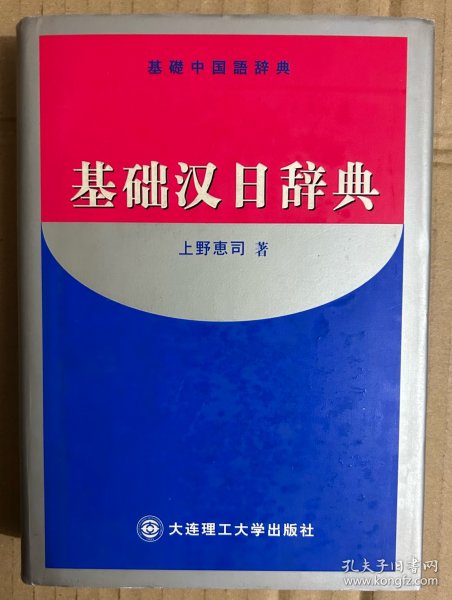 基礎中国語辞典
基础汉日辞典
上野恵司 著
大连理工大学出版社
孔夫子旧书网
www.kongfz.com